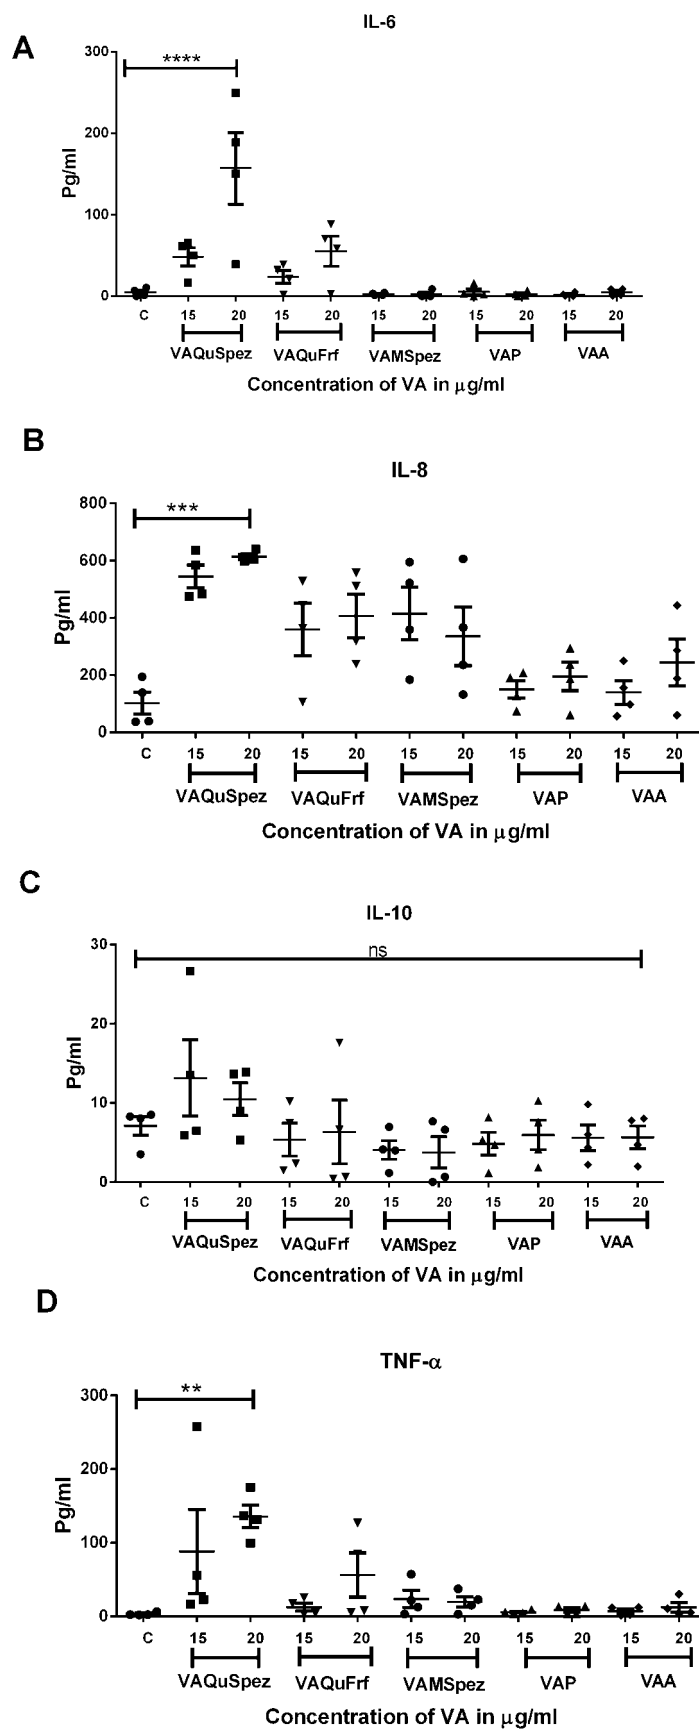 IL-6
A
300
****
200
Pg/ml
100
0
C 15 20 15 20 15 20 15 20 15 20
VAQuSpez VAQuFrf VAMSpez VAP VAA
Concentration of VA in μg/ml
B
IL-8
800
***
600
Pg/ml
400
200
0
C 15 20 15 20 15 20 15 20 15 20
VAQuSpez VAQuFrf VAMSpez VAP VAA
Concentration of VA in μg/ml
C
IL-10
30
ns
20
Pg/ml
10
0
C 15 20 15 20 15 20 15 20 15 20
VAQuSpez VAQuFrf VAMSpez VAP VAA
Concentration of VA in μg/ml
D
TNF-α
300
**
200
Pg/ml
100
0
C 15 20 15 20 15 20 15 20 15 20
VAQuSpez VAQuFrf VAMSpez VAP VAA
Concentration of VA in μg/ml